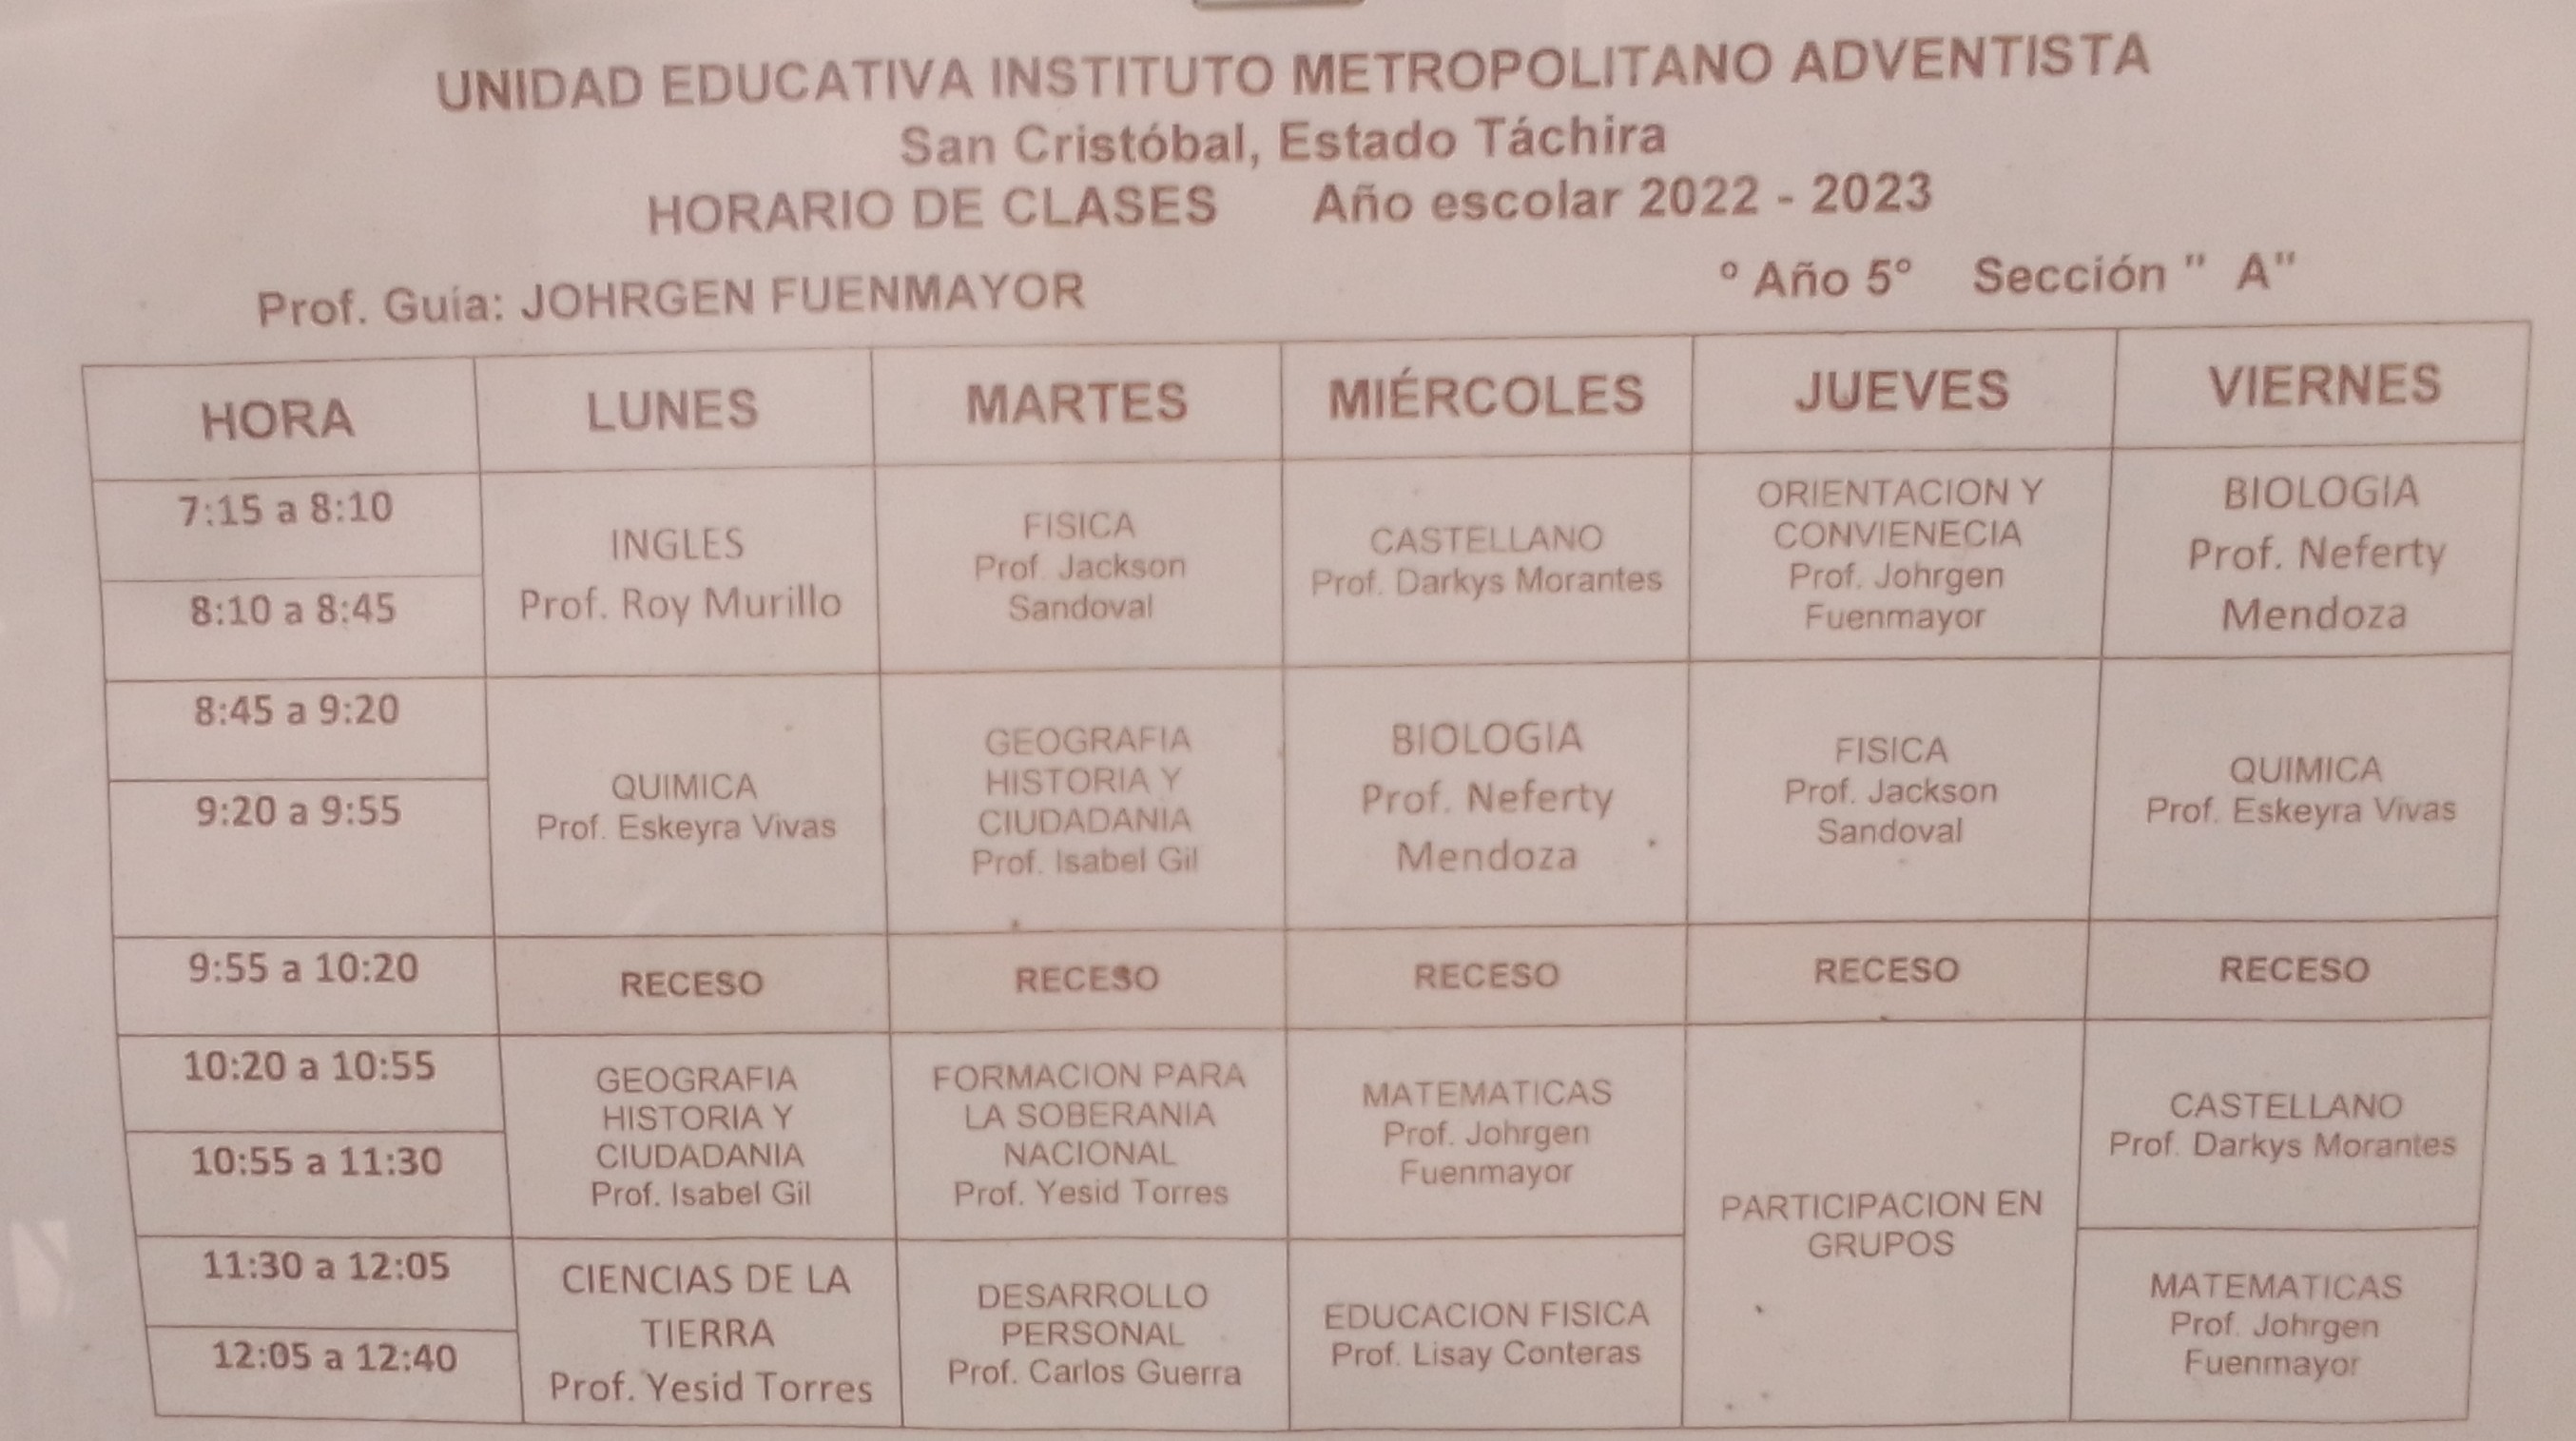 UNIDAD EDUCATIVA INSTITUTO METROPOLITANO ADVENTISTA
San Cristóbal, Estado Táchira
HORARIO DE CLASES Año escolar 2022 - 2023
Prof. Guía: JOHRGEN FUENMAYOR º Año 5° Sección " A"
HORA LUNES MARTES MIÉRCOLES JUEVES VIERNES
7:15 a 8:10
8:10 a 8:45
INGLES
Prof. Roy Murillo
FISICA
Prof. Jackson
Sandoval
CASTELLANO
Prof. Darkys Morantes
ORIENTACION Y
CONVIENECIA
Prof. Johrgen
Fuenmayor
BIOLOGIA
Prof. Neferty
Mendoza
8:45 a 9:20
9:20 a 9:55
QUIMICA
Prof. Eskeyra Vivas
GEOGRAFIA
HISTORIA Y
CIUDADANIA
Prof. Isabel Gil
BIOLOGIA
Prof. Neferty
Mendoza
FISICA
Prof. Jackson
Sandoval
QUIMICA
Prof. Eskeyra Vivas
9:55 a 10:20 RECESO RECESO RECESO RECESO RECESO
10:20 a 10:55
10:55 a 11:30
GEOGRAFIA
HISTORIA Y
CIUDADANIA
Prof. Isabel Gil
FORMACION PARA
LA SOBERANIA
NACIONAL
Prof. Yesid Torres
MATEMATICAS
Prof. Johrgen
Fuenmayor
PARTICIPACION EN
GRUPOS
CASTELLANO
Prof. Darkys Morantes
11:30 a 12:05
12:05 a 12:40
CIENCIAS DE LA
TIERRA
Prof. Yesid Torres
DESARROLLO
PERSONAL
Prof. Carlos Guerra
EDUCACION FISICA
Prof. Lisay Conteras
MATEMATICAS
Prof. Johrgen
Fuenmayor